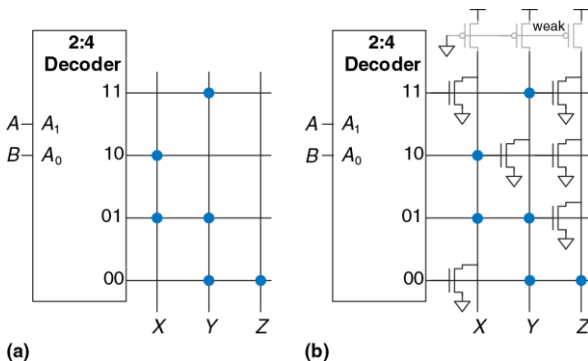 2:4
Decoder
11
A A₁
B A₀
10
01
00
X Y Z
(a)
2:4
Decoder
weak
11
A A₁
B A₀
10
01
00
X Y Z
(b)